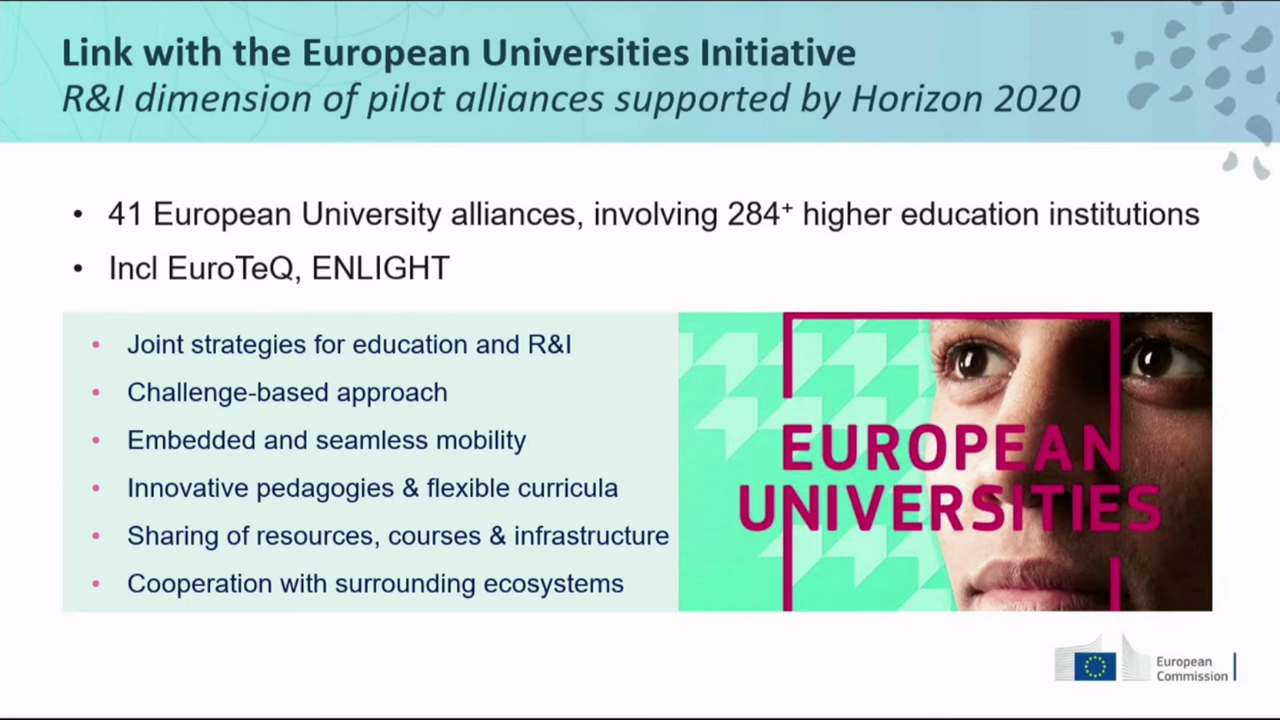 Link with the European Universities Initiative
R&I dimension of pilot alliances supported by Horizon 2020
• 41 European University alliances, involving 284⁺ higher education institutions
• Incl EuroTeQ, ENLIGHT
• Joint strategies for education and R&I
• Challenge-based approach
• Embedded and seamless mobility
• Innovative pedagogies & flexible curricula
• Sharing of resources, courses & infrastructure
• Cooperation with surrounding ecosystems
EUROPEAN
UNIVERSITIES
European
Commission